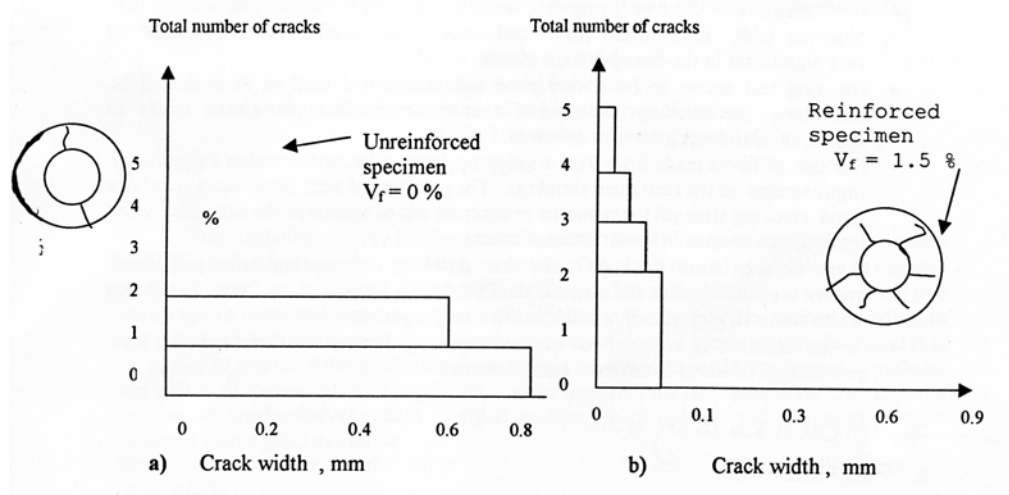 Total number of cracks
5
4
3
2
1
0
j
%
Unreinforced
specimen
Vf = 0 %
0 0.2 0.4 0.6 0.8
a) Crack width , mm
Total number of cracks
5
4
3
2
1
0
Reinforced
specimen
Vf = 1.5 %
0 0.1 0.3 0.6 0.9
b) Crack width , mm